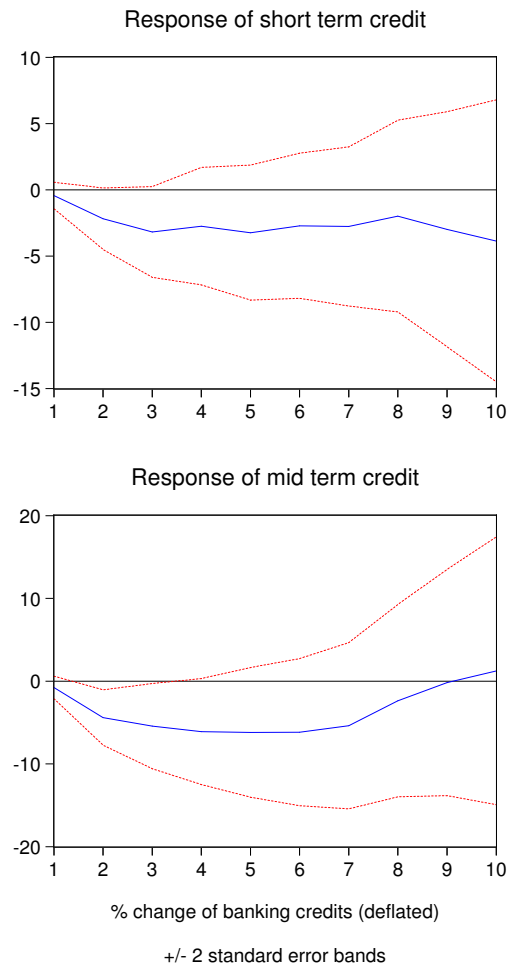 Response of short term credit
10
5
0
-5
-10
-15
1 2 3 4 5 6 7 8 9 10
Response of mid term credit
20
10
0
-10
-20
1 2 3 4 5 6 7 8 9 10
% change of banking credits (deflated)
+/- 2 standard error bands